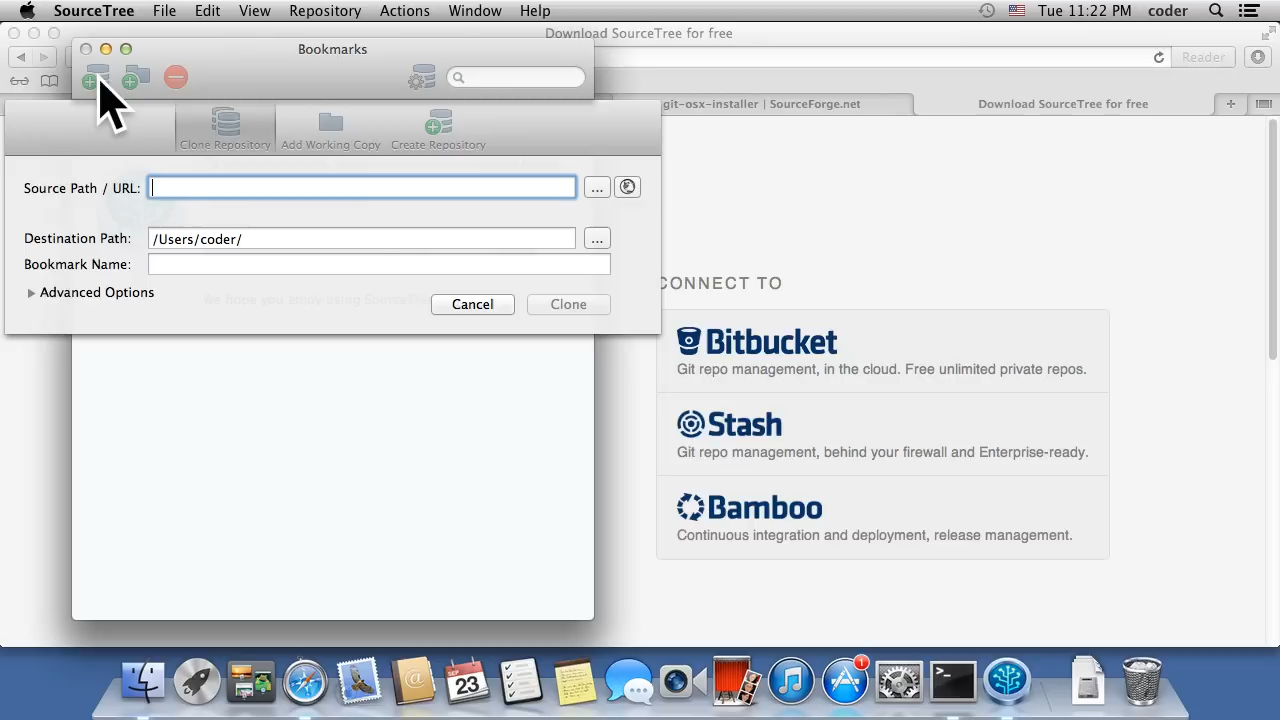 SourceTree File Edit View Repository Actions Window Help Tue 11:22 PM coder
Download SourceTree for free
Bookmarks
Reader
git-osx-installer | SourceForge.net Download SourceTree for free
Clone Repository Add Working Copy Create Repository
Source Path / URL: ...
Destination Path: /Users/coder/ ...
Bookmark Name:
Advanced Options
Cancel Clone
CONNECT TO
Bitbucket
Git repo management, in the cloud. Free unlimited private repos.
Stash
Git repo management, behind your firewall and Enterprise-ready.
Bamboo
Continuous integration and deployment, release management.
23
1